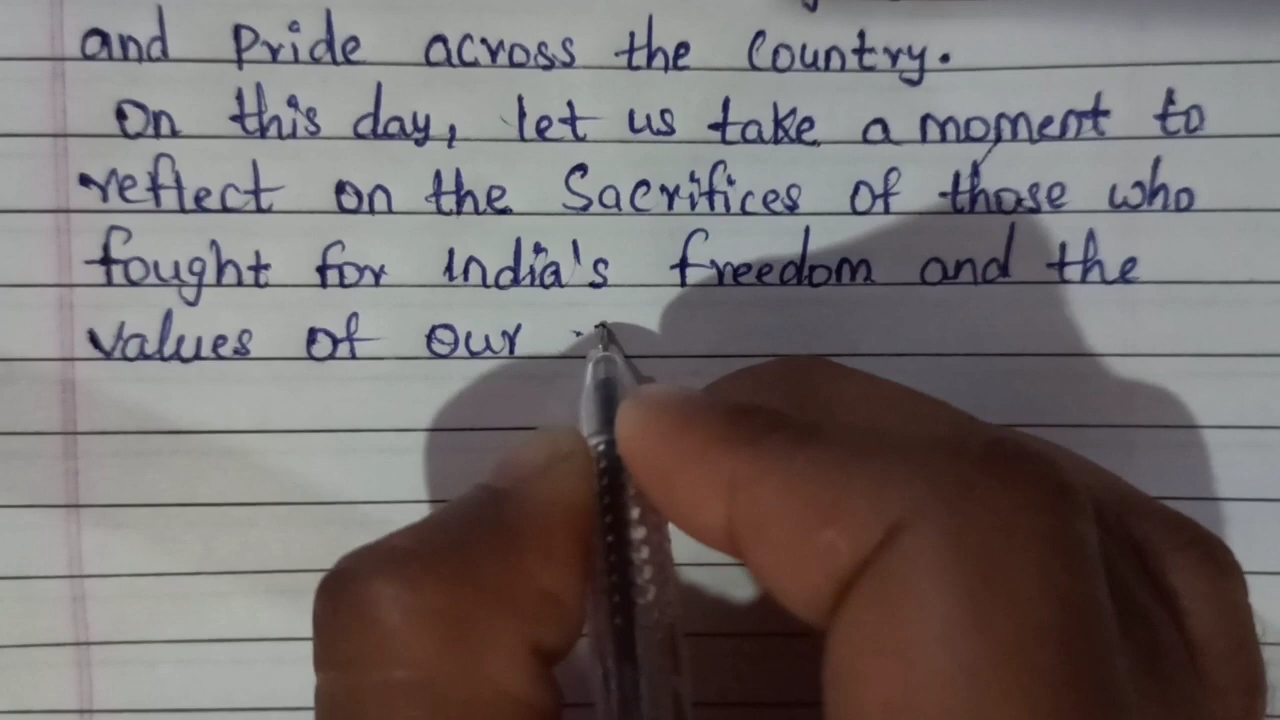 and pride across the country.
On this day, let us take a moment to
reflect on the Sacrifices of those who
fought for india's freedom and the
values of our